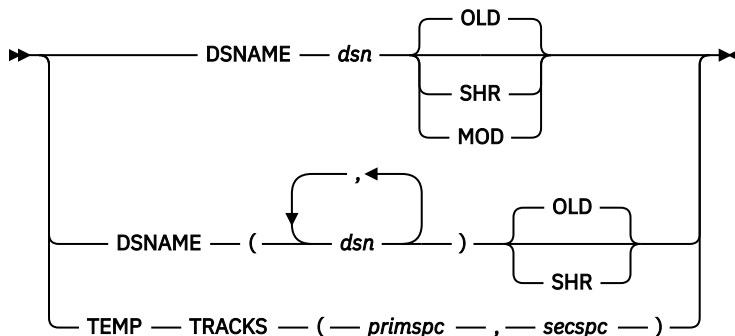 OLD
DSNAME dsn
SHR
MOD
,
OLD
DSNAME ( dsn )
SHR
TEMP TRACKS ( primspc , secspc )